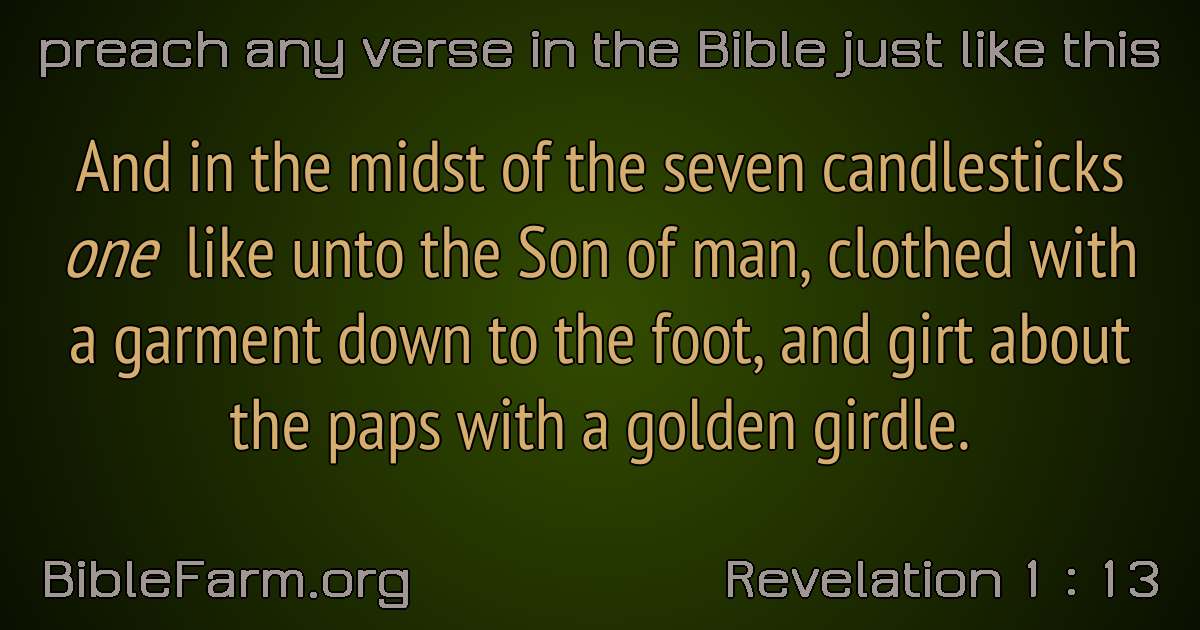 preach any verse in the Bible just like this
And in the midst of the seven candlesticks
one like unto the Son of man, clothed with
a garment down to the foot, and girt about
the paps with a golden girdle.
BibleFarm.org
Revelation 1 : 13